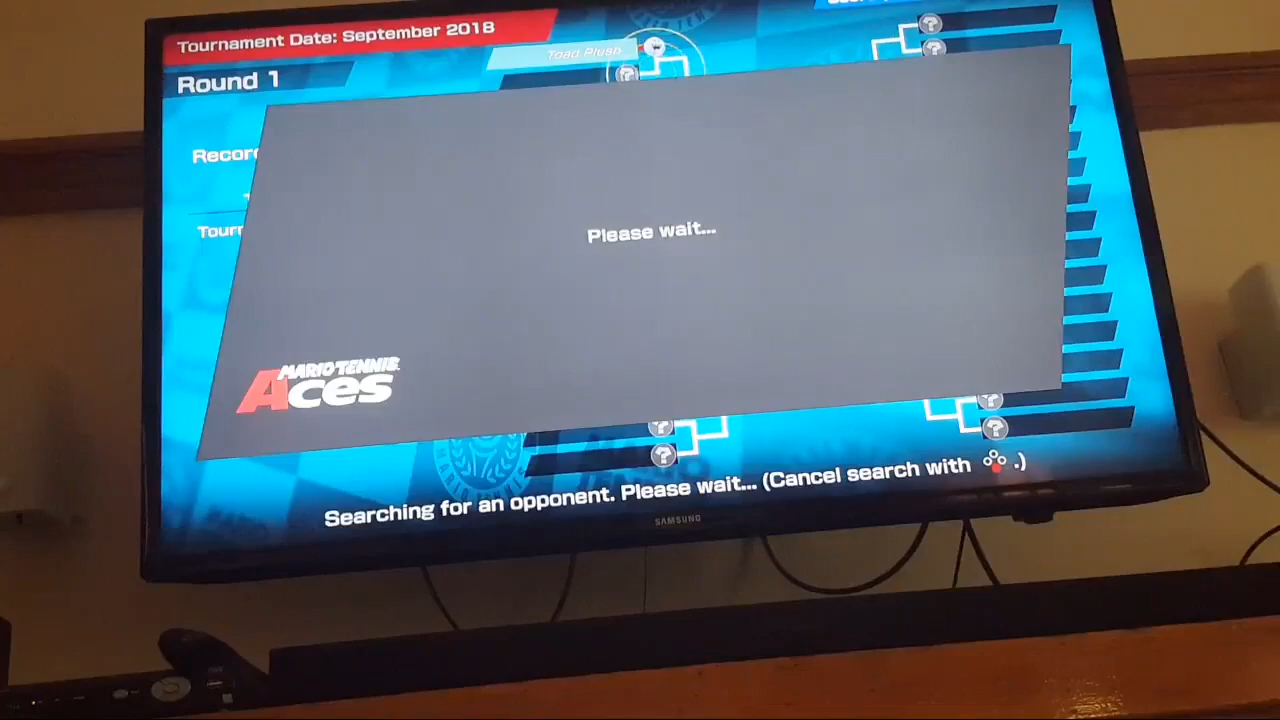 Tournament Date: September 2018
Toad Plush
Round 1
Record
Please wait...
MARIO TENNIS
Aces
Searching for an opponent. Please wait... (Cancel search with .)
SAMSUNG